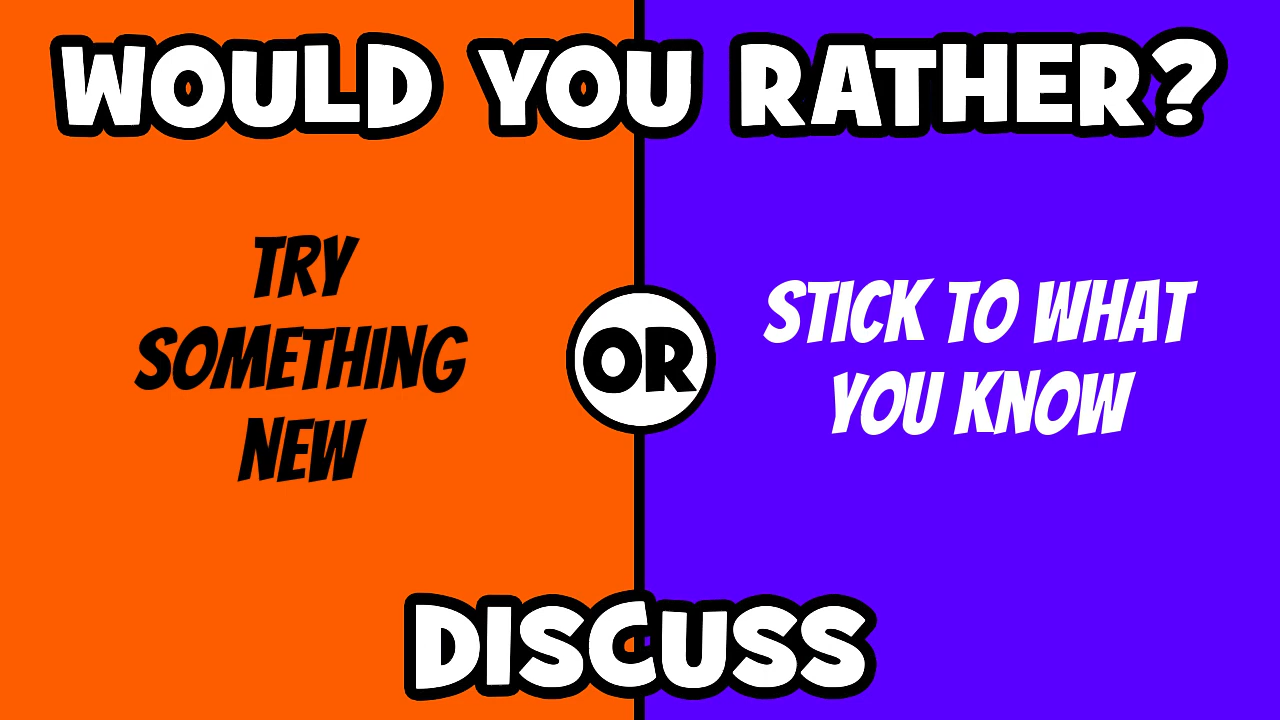 WOULD YOU RATHER?
TRY
SOMETHING
NEW
OR
STICK TO WHAT
YOU KNOW
DISCUSS